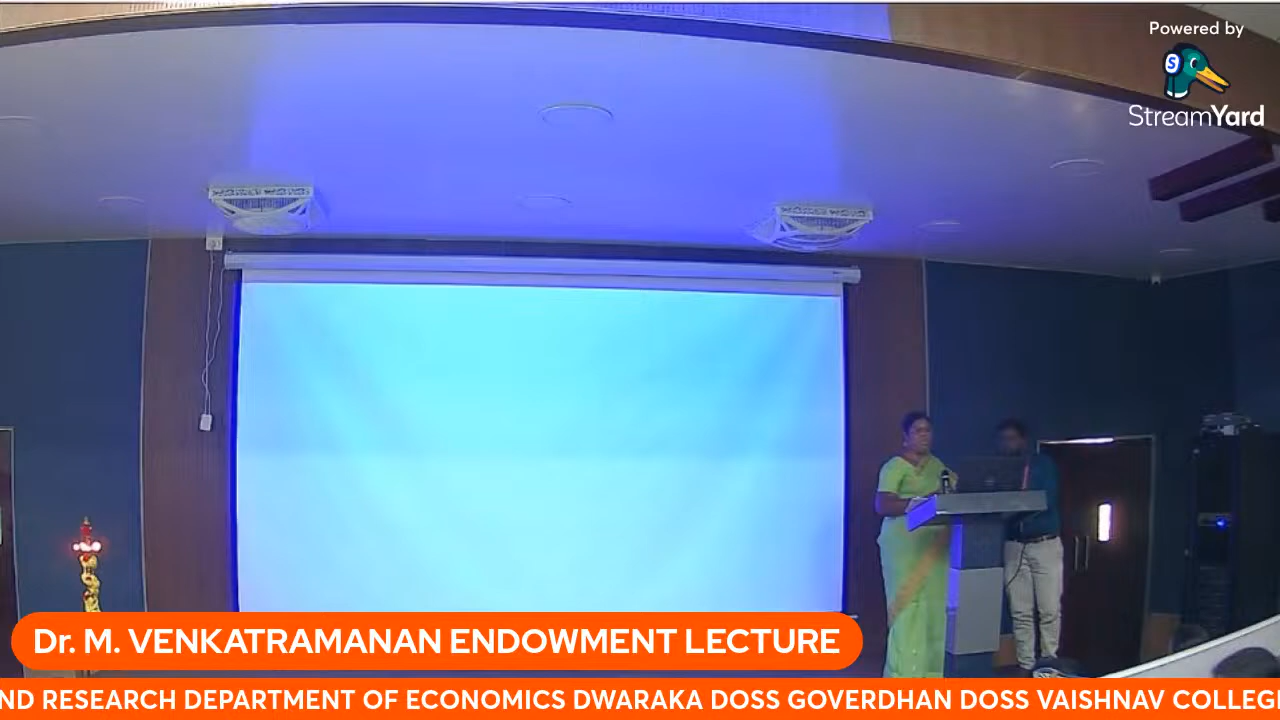 Powered by
StreamYard
Dr. M. VENKATRAMANAN ENDOWMENT LECTURE
ND RESEARCH DEPARTMENT OF ECONOMICS DWARAKA DOSS GOVERDHAN DOSS VAISHNAV COLLEG